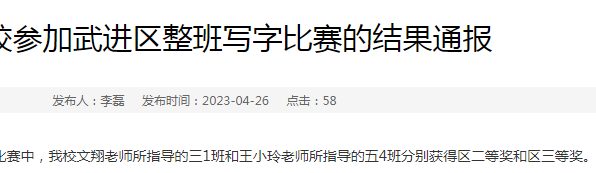 校参加武进区整班写字比赛的结果通报
发布人：李磊 发布时间：2023-04-26 点击：58
比赛中，我校文翔老师所指导的三1班和王小玲老师所指导的五4班分别获得区二等奖和区三等奖。